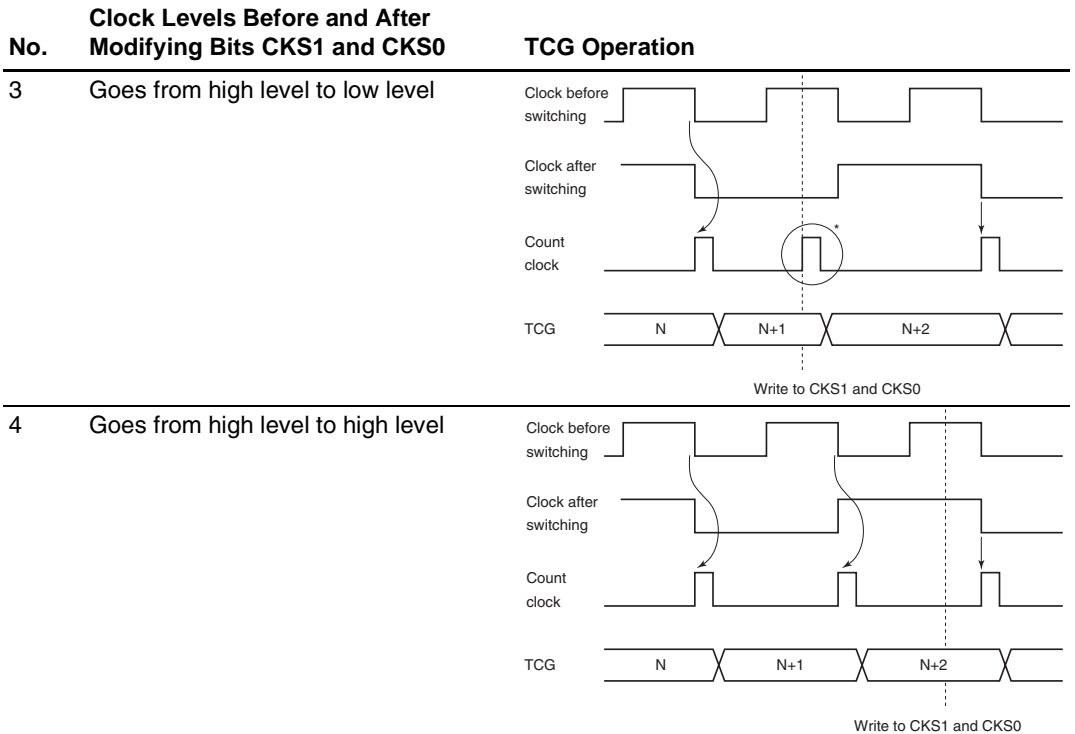 No. Clock Levels Before and After Modifying Bits CKS1 and CKS0 TCG Operation
3 Goes from high level to low level
Clock before
switching
Clock after
switching
Count
clock
*
TCG N N+1 N+2
Write to CKS1 and CKS0
4 Goes from high level to high level
Clock before
switching
Clock after
switching
Count
clock
TCG N N+1 N+2
Write to CKS1 and CKS0